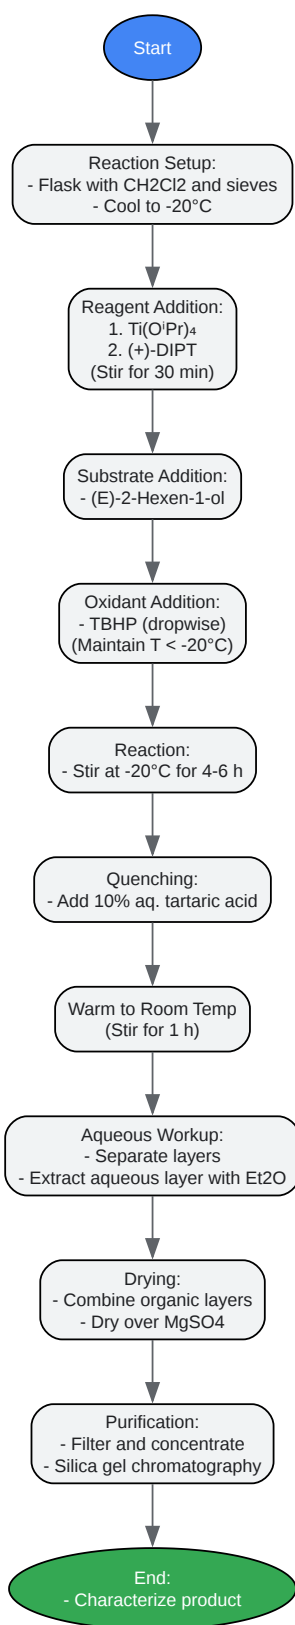 Start
Reaction Setup:
- Flask with CH2Cl2 and sieves
- Cool to -20°C
Reagent Addition:
1. Ti(OⁱPr)₄
2. (+)-DIPT
(Stir for 30 min)
Substrate Addition:
- (E)-2-Hexen-1-ol
Oxidant Addition:
- TBHP (dropwise)
(Maintain T < -20°C)
Reaction:
- Stir at -20°C for 4-6 h
Quenching:
- Add 10% aq. tartaric acid
Warm to Room Temp
(Stir for 1 h)
Aqueous Workup:
- Separate layers
- Extract aqueous layer with Et2O
Drying:
- Combine organic layers
- Dry over MgSO4
Purification:
- Filter and concentrate
- Silica gel chromatography
End:
- Characterize product